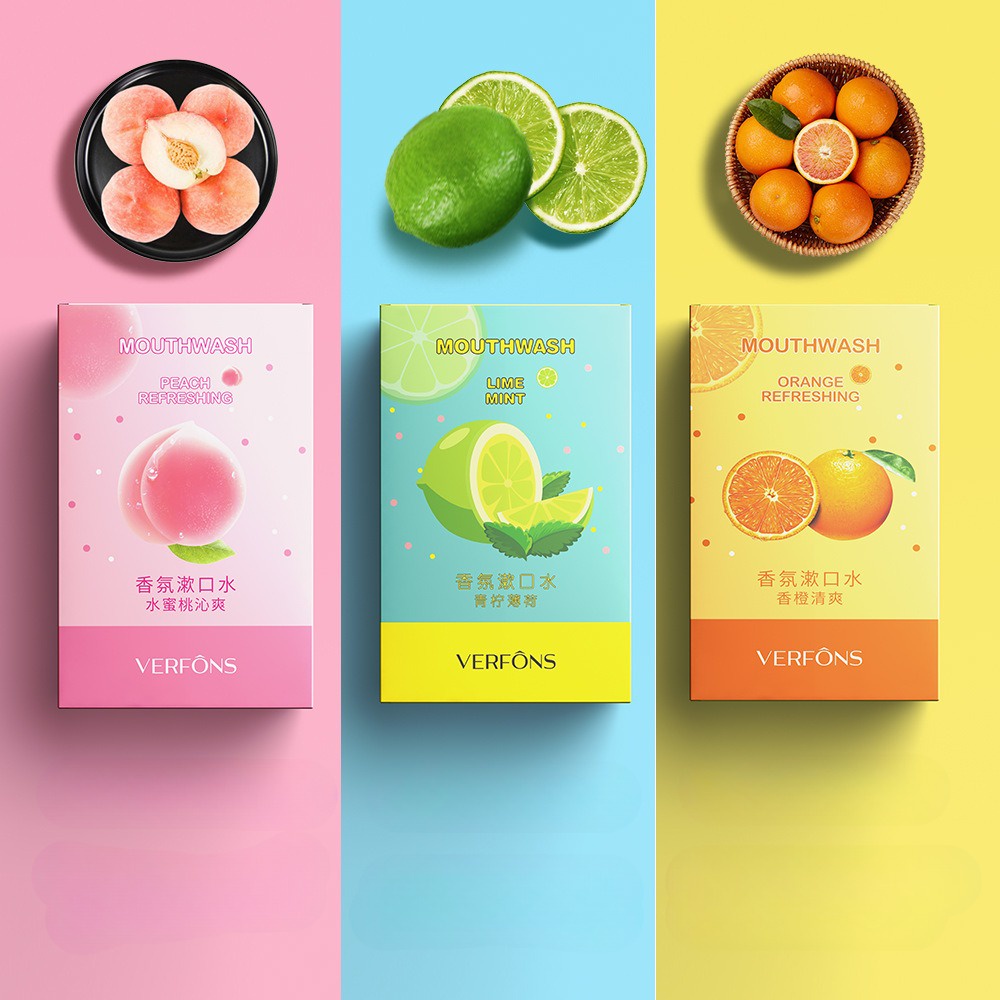 MOUTHWASH
PEACH
REFRESHING
香氛漱口水
水蜜桃沁爽
VERFÔNS
MOUTHWASH
LIME
MINT
香氛漱口水
青柠薄荷
VERFÔNS
MOUTHWASH
ORANGE
REFRESHING
香氛漱口水
香橙清爽
VERFÔNS